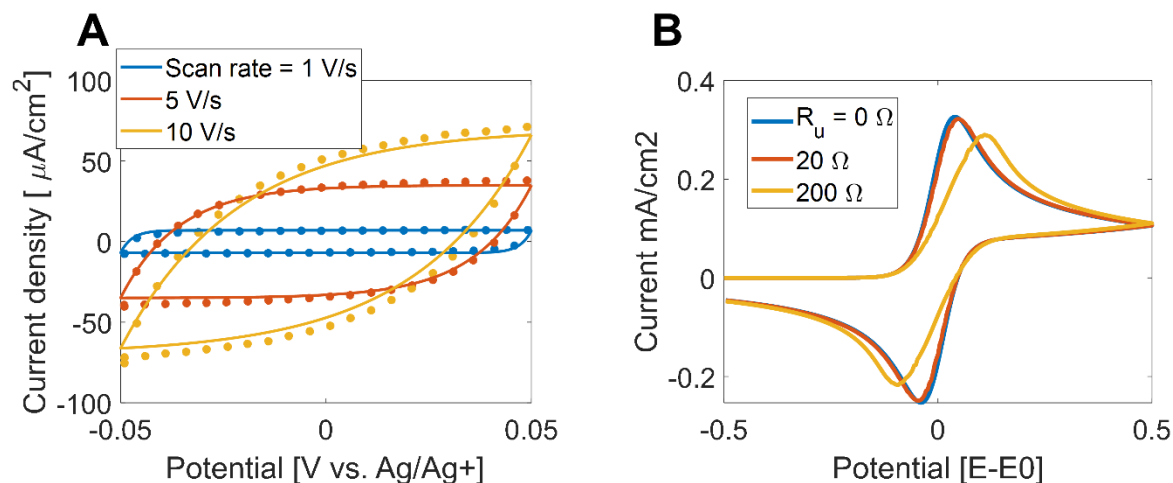 A
Scan rate = 1 V/s
5 V/s
10 V/s
100
50
0
-50
-100
-0.05
0
0.05
Current density [ μA/cm²]
Potential [V vs. Ag/Ag+]
B
R_u = 0 Ω
20 Ω
200 Ω
0.4
0.2
0
-0.2
-0.5
0
0.5
Current mA/cm2
Potential [E-E0]